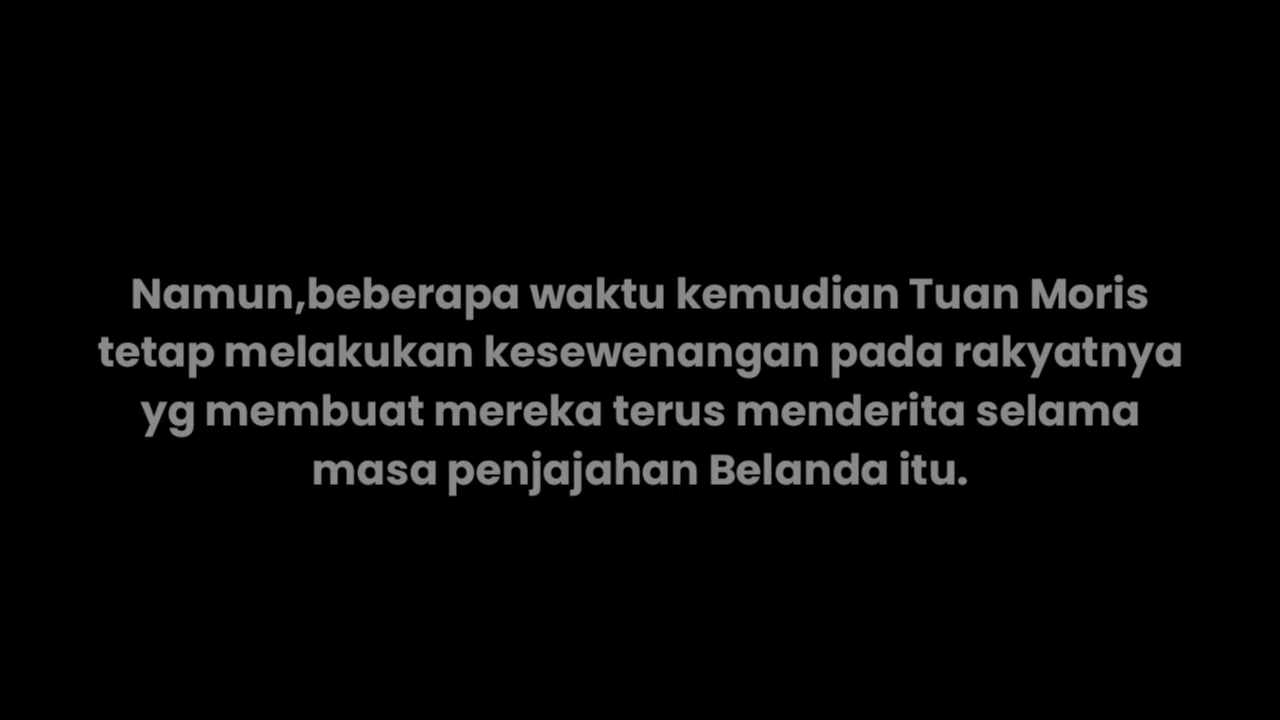 Namun,beberapa waktu kemudian Tuan Moris
tetap melakukan kesewenangan pada rakyatnya
yg membuat mereka terus menderita selama
masa penjajahan Belanda itu.